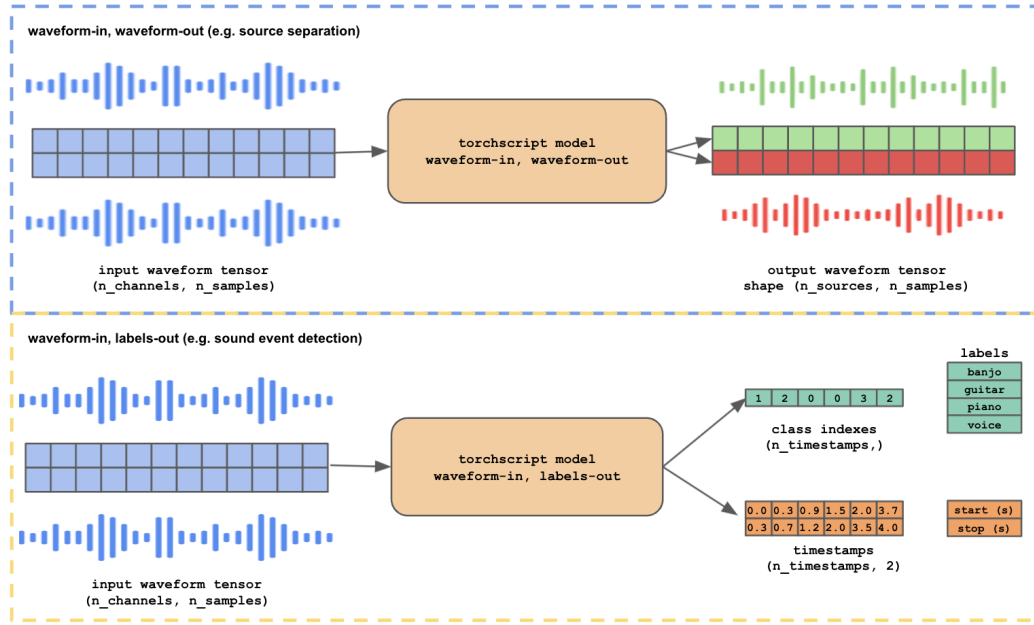 waveform-in, waveform-out (e.g. source separation)
torchscript model
waveform-in, waveform-out
input waveform tensor
(n_channels, n_samples)
output waveform tensor
shape (n_sources, n_samples)
waveform-in, labels-out (e.g. sound event detection)
labels
banjo
guitar
piano
voice
1 2 0 0 3 2
class indexes
(n_timestamps,)
torchscript model
waveform-in, labels-out
0.0 0.3 0.9 1.5 2.0 3.7
0.3 0.7 1.2 2.0 3.5 4.0
start (s)
stop (s)
timestamps
(n_timestamps, 2)
input waveform tensor
(n_channels, n_samples)